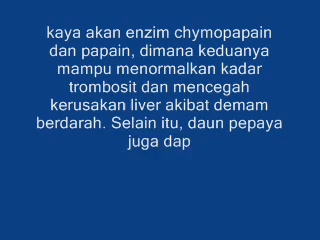 kaya akan enzim chymopapain
dan papain, dimana keduanya
mampu menormalkan kadar
trombosit dan mencegah
kerusakan liver akibat demam
berdarah. Selain itu, daun pepaya
juga dap